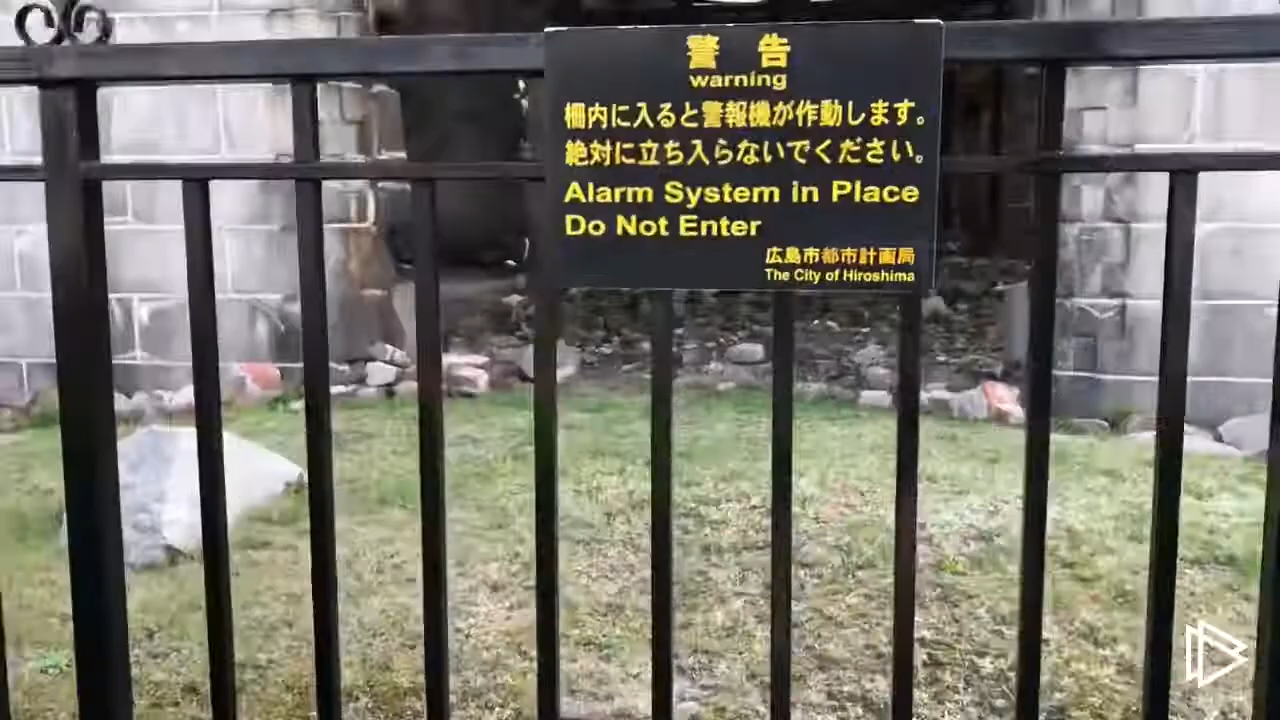 警 告
warning
柵内に入ると警報機が作動します。
絶対に立ち入らないでください。
Alarm System in Place
Do Not Enter
広島市都市計画局
The City of Hiroshima